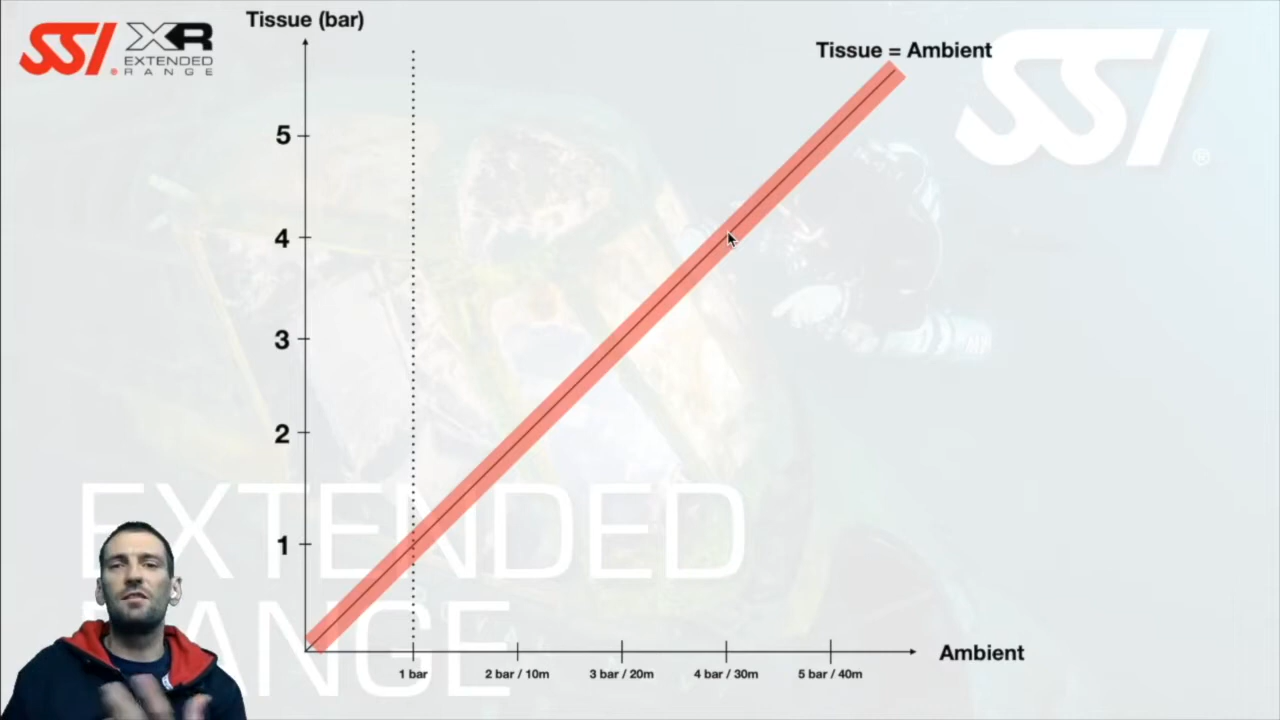 SSI XR
EXTENDED
RANGE
Tissue (bar)
Tissue = Ambient
SSI
5
4
3
2
1
EXTENDED
RANGE
Ambient
1 bar
2 bar / 10m
3 bar / 20m
4 bar / 30m
5 bar / 40m